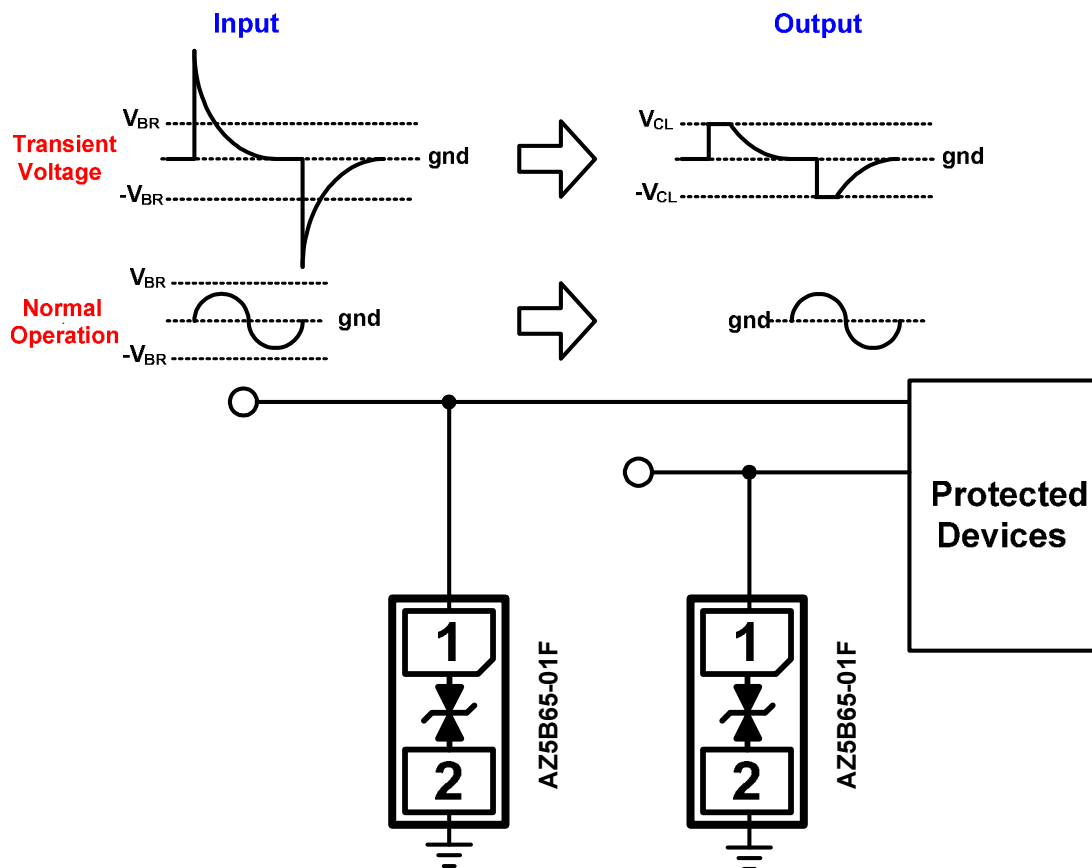 Input
Output
VBR
Transient
Voltage
gnd
-VBR
VCL
gnd
-VCL
VBR
Normal
Operation
gnd
-VBR
gnd
Protected
Devices
1
2
AZ5B65-01F
1
2
AZ5B65-01F